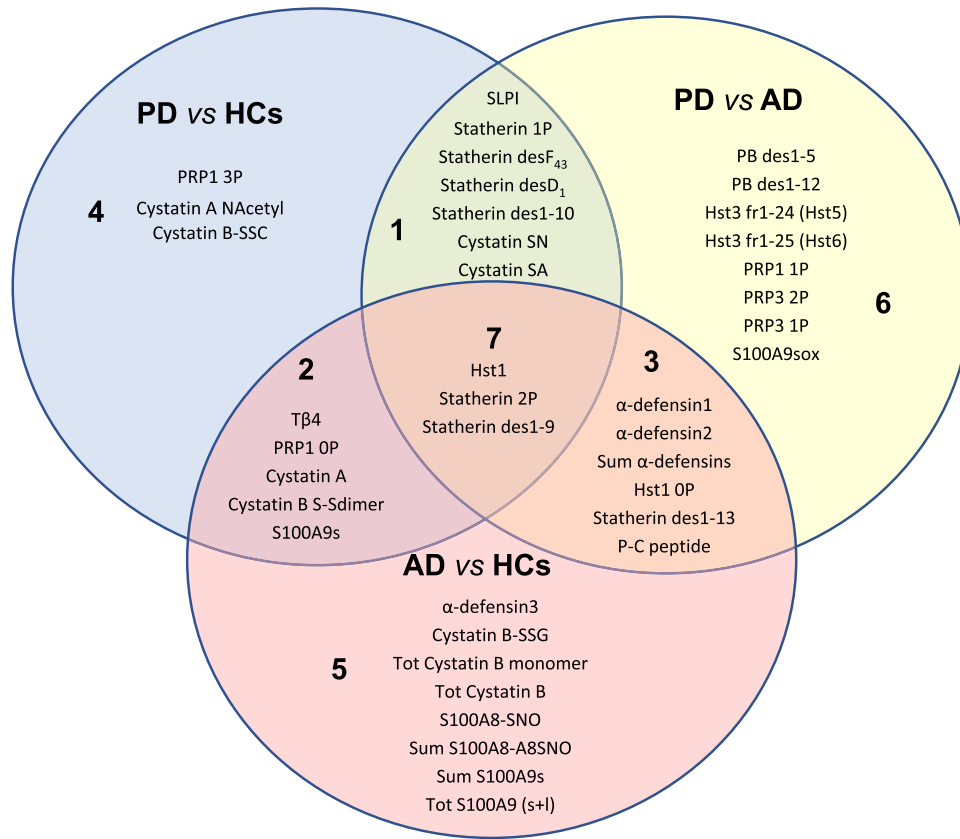 PD vs HCs
4
PRP1 3P
Cystatin A NAcetyl
Cystatin B-SSC
1
SLPI
Statherin 1P
Statherin desF43
Statherin desD1
Statherin des1-10
Cystatin SN
Cystatin SA
PD vs AD
PB des1-5
PB des1-12
Hst3 fr1-24 (Hst5)
Hst3 fr1-25 (Hst6)
PRP1 1P
PRP3 2P
PRP3 1P
S100A9sox
6
2
Tβ4
PRP1 0P
Cystatin A
Cystatin B S-Sdimer
S100A9s
7
Hst1
Statherin 2P
Statherin des1-9
3
α-defensin1
α-defensin2
Sum α-defensins
Hst1 0P
Statherin des1-13
P-C peptide
AD vs HCs
5
α-defensin3
Cystatin B-SSG
Tot Cystatin B monomer
Tot Cystatin B
S100A8-SNO
Sum S100A8-A8SNO
Sum S100A9s
Tot S100A9 (s+l)